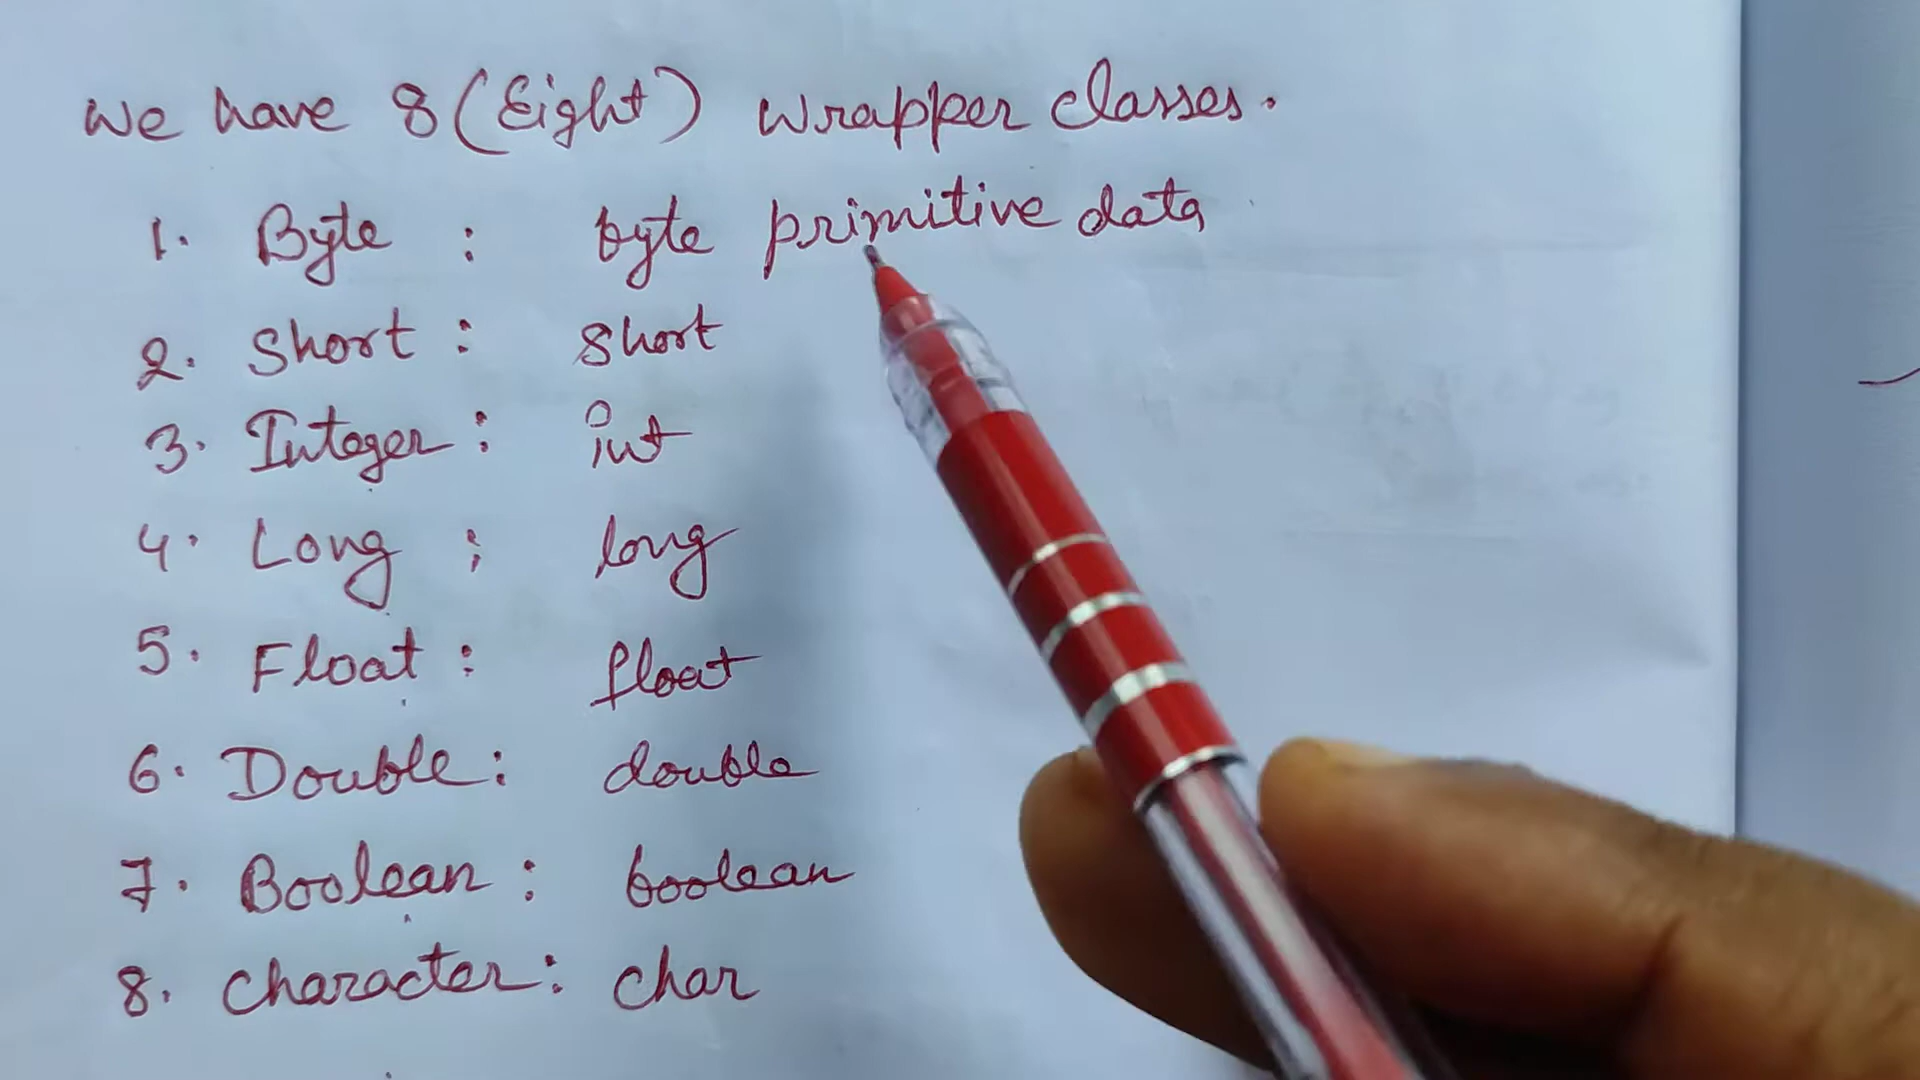 We have 8 (Eight) Wrapper classes.
1. Byte : byte primitive data
2. Short : short
3. Integer : int
4. Long : long
5. Float : float
6. Double : double
7. Boolean : boolean
8. Character : char